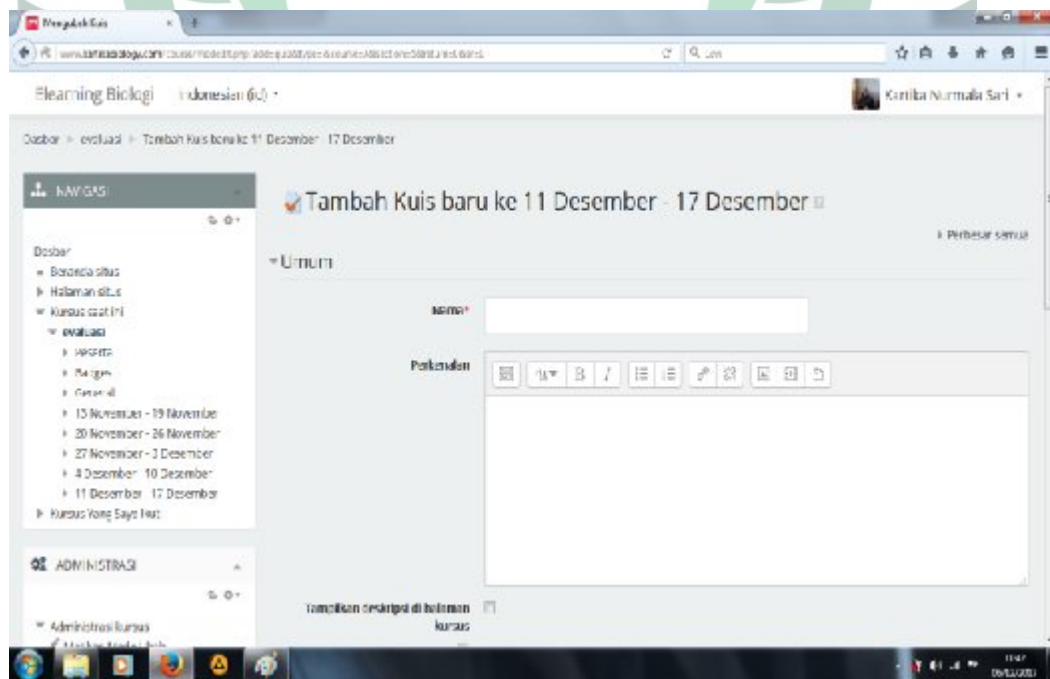 Mengubah Kuis
Elearning Biologi Indonesian (id)
Kartika Nurmala Sari
Dasbor evaluasi Tambah Kuis baru ke 11 Desember - 17 Desember
NAVIGASI
Dasbor
Beranda situs
Halaman situs
Kursus saat ini
evaluasi
Peserta
Badges
General
13 November - 19 November
20 November - 26 November
27 November - 3 Desember
4 Desember - 10 Desember
11 Desember - 17 Desember
Kursus Yang Saya Ikut
ADMINISTRASI
Administrasi kursus
Tambah Kuis baru ke 11 Desember - 17 Desember
Perbesar semua
Umum
Nama*
Perkenalan
B I
Tampilkan deskripsi di halaman
kursus